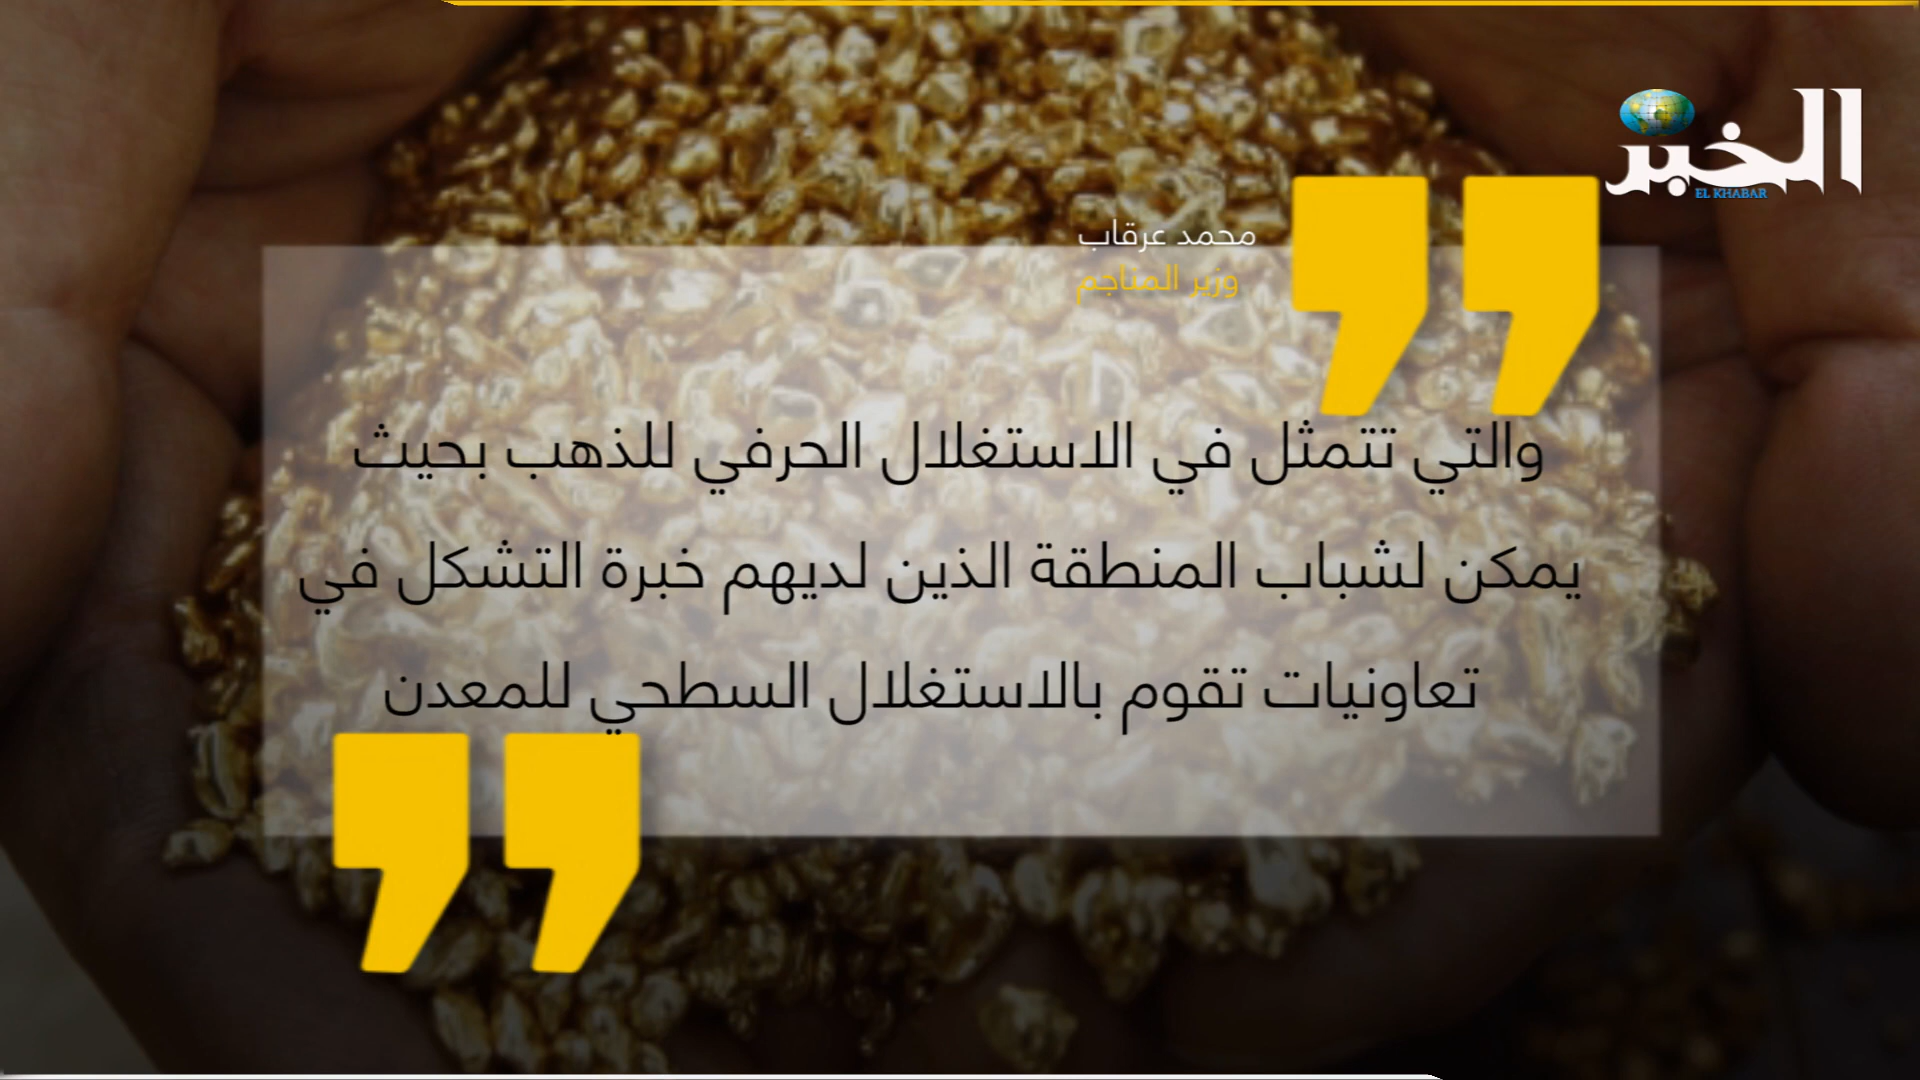 الخبر
EL KHABAR
محمد عرقاب
وزير المناجم
والتي تتمثل في الاستغلال الحرفي للذهب بحيث
يمكن لشباب المنطقة الذين لديهم خبرة التشكل في
تعاونيات تقوم بالاستغلال السطحي للمعدن